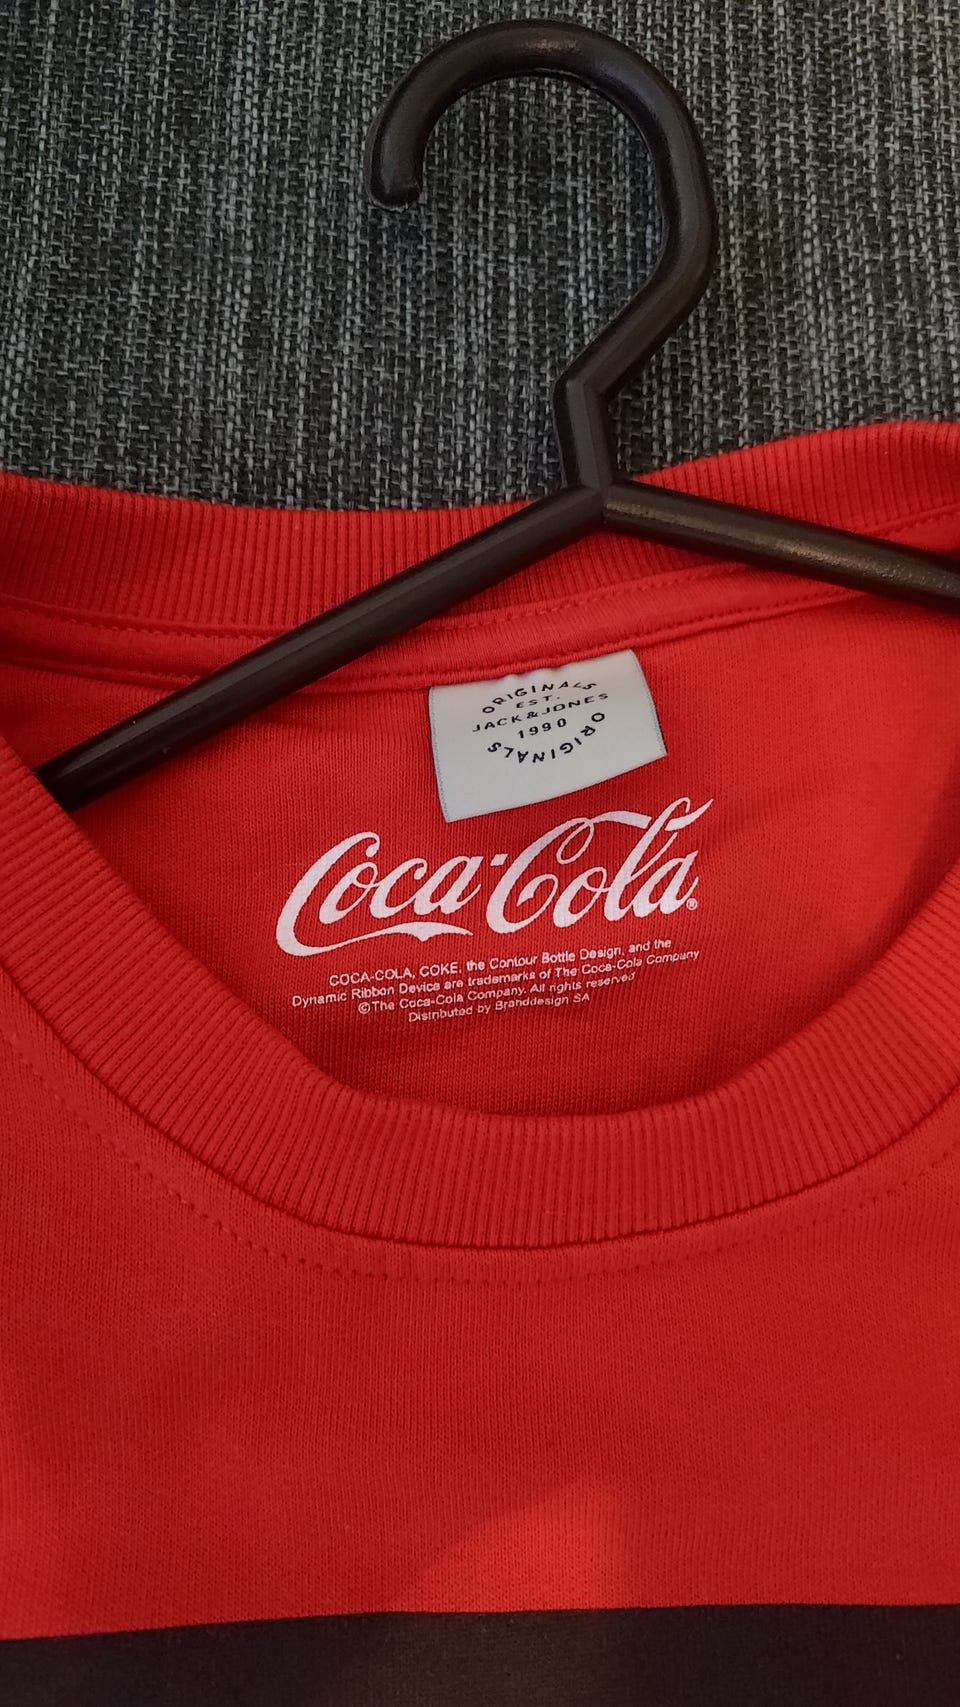 ORIGINALS
EST.
JACK & JONES
1990
ORIGINALS
Coca-Cola®
COCA-COLA, COKE, the Contour Bottle Design, and the
Dynamic Ribbon Device are trademarks of The Coca-Cola Company
©The Coca-Cola Company. All rights reserved
Distributed by Branddesign SA